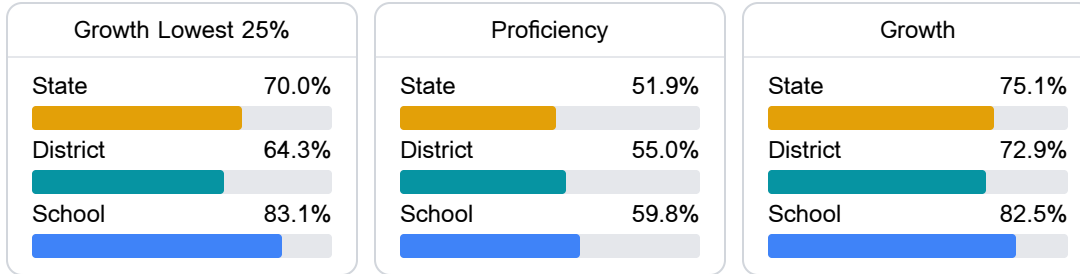 Growth Lowest 25%
State 70.0%
District 64.3%
School 83.1%
Proficiency
State 51.9%
District 55.0%
School 59.8%
Growth
State 75.1%
District 72.9%
School 82.5%